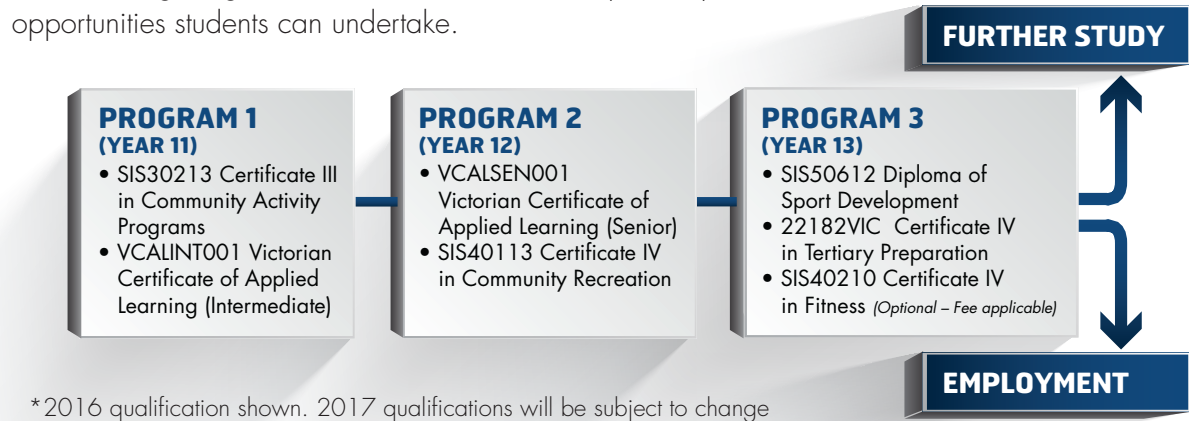 opportunities students can undertake.
FURTHER STUDY
PROGRAM 1
(YEAR 11)
• SIS30213 Certificate III
in Community Activity
Programs
• VCALINT001 Victorian
Certificate of Applied
Learning (Intermediate)
PROGRAM 2
(YEAR 12)
• VCALSEN001
Victorian Certificate of
Applied Learning (Senior)
• SIS40113 Certificate IV
in Community Recreation
PROGRAM 3
(YEAR 13)
• SIS50612 Diploma of
Sport Development
• 22182VIC Certificate IV
in Tertiary Preparation
• SIS40210 Certificate IV
in Fitness (Optional – Fee applicable)
EMPLOYMENT
*2016 qualification shown. 2017 qualifications will be subject to change